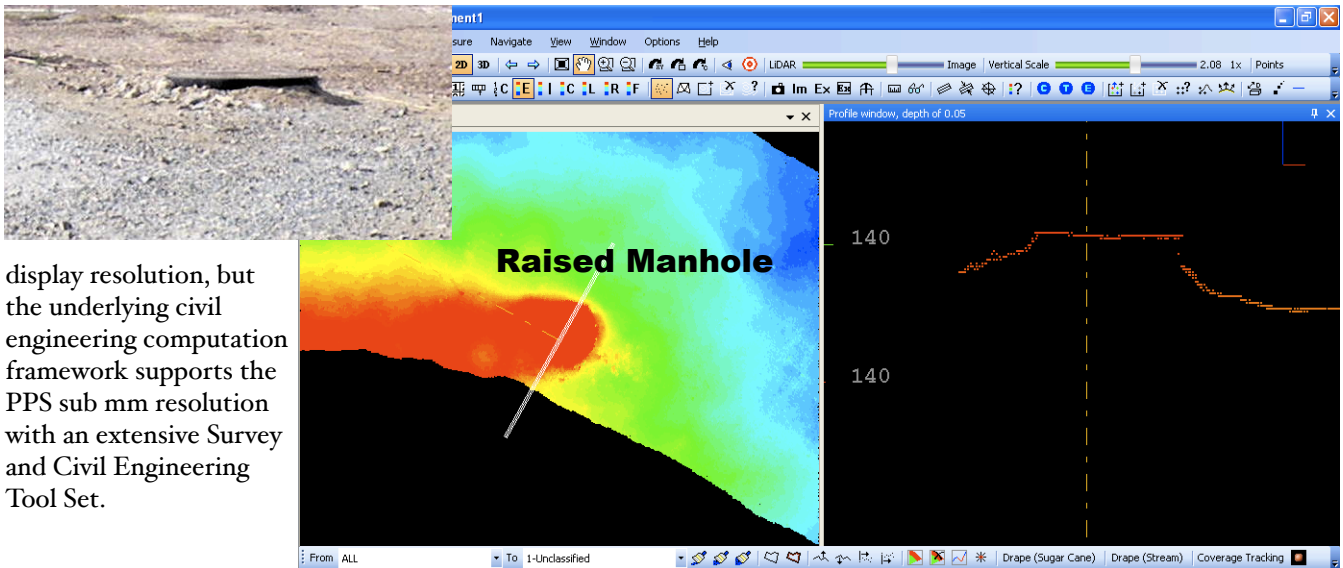 ment1
sure Navigate View Window Options Help
2D 3D LiDAR Image Vertical Scale 2.08 1x Points
C E I C L R F Im Ex ? C T E
Profile window, depth of 0.05
Raised Manhole
140
140
display resolution, but
the underlying civil
engineering computation
framework supports the
PPS sub mm resolution
with an extensive Survey
and Civil Engineering
Tool Set.
From ALL To 1-Unclassified Drape (Sugar Cane) Drape (Stream) Coverage Tracking